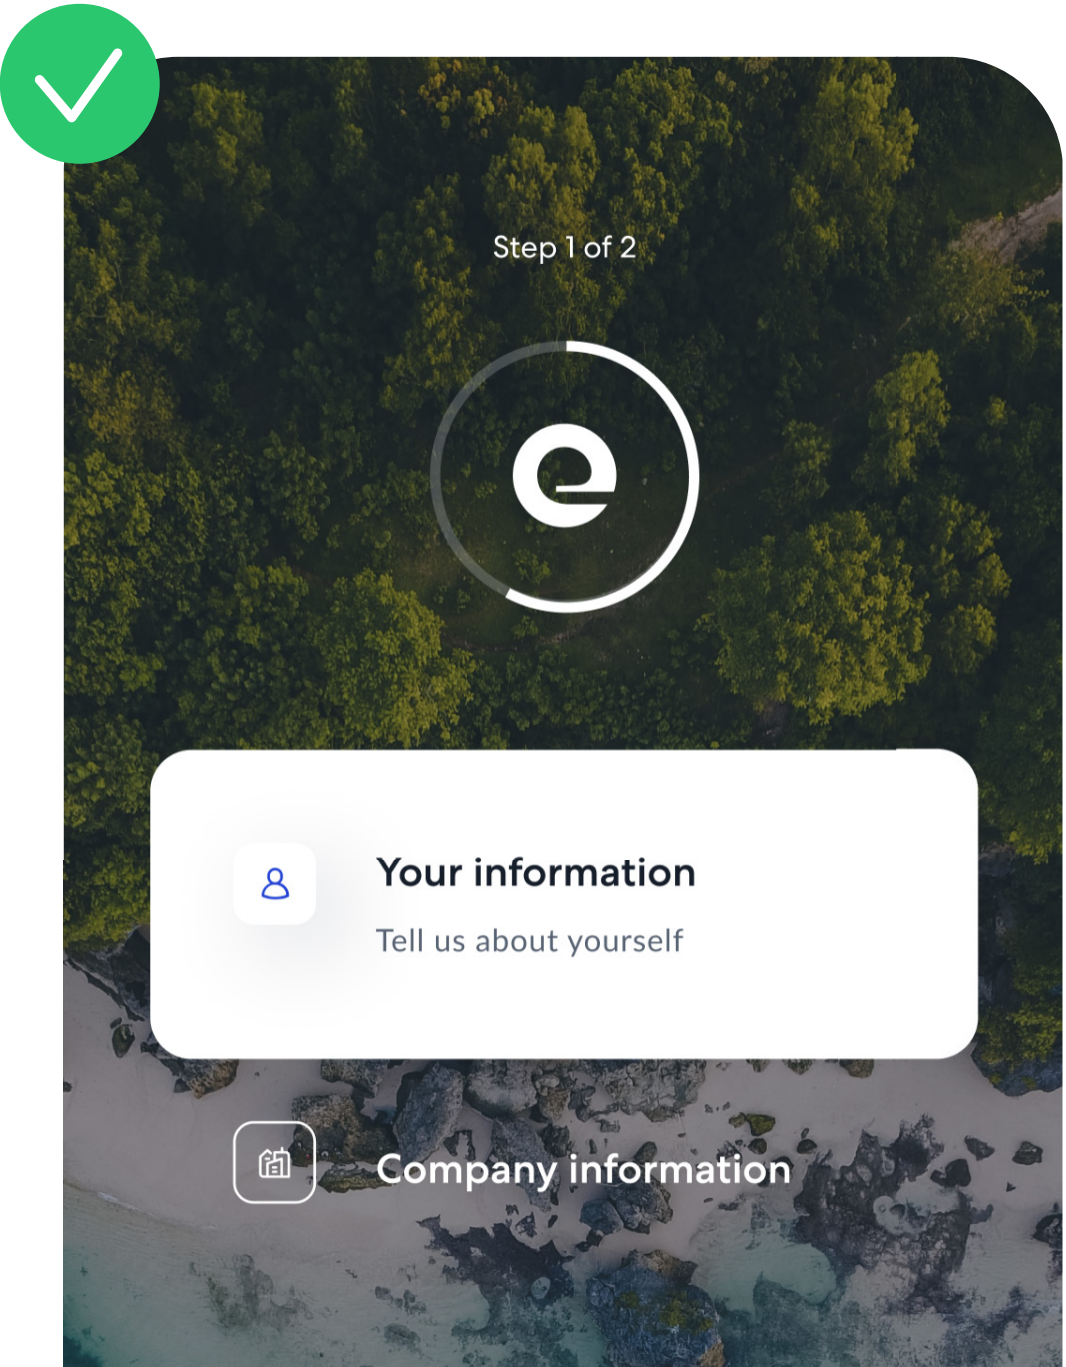 Step 1 of 2
e
Your information
Tell us about yourself
Company information